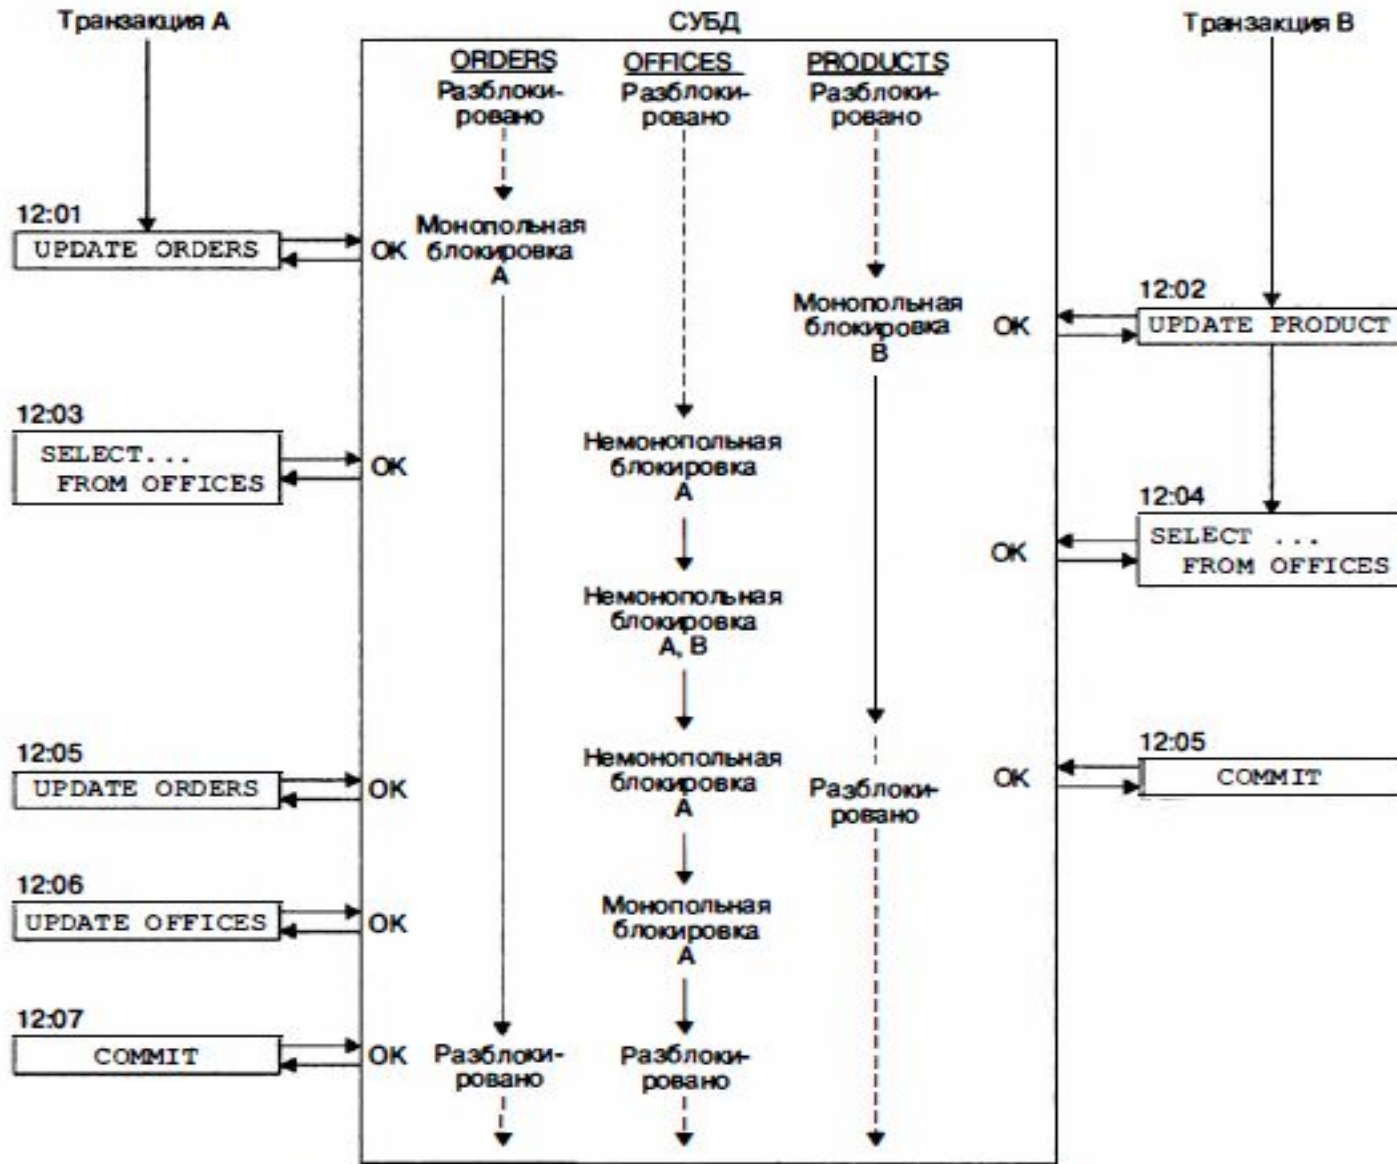 Транзакция A
СУБД
Транзакция B
ORDERS
OFFICES
PRODUCTS
Разблоки-
ровано
Разблоки-
ровано
Разблоки-
ровано
12:01
UPDATE ORDERS
OK
Монопольная
блокировка
A
12:02
UPDATE PRODUCT
OK
Монопольная
блокировка
B
12:03
SELECT...
FROM OFFICES
OK
Немонопольная
блокировка
A
12:04
SELECT ...
FROM OFFICES
OK
Немонопольная
блокировка
A, B
12:05
UPDATE ORDERS
OK
Немонопольная
блокировка
A
Разблоки-
ровано
OK
12:05
COMMIT
12:06
UPDATE OFFICES
OK
Монопольная
блокировка
A
12:07
COMMIT
OK
Разблоки-
ровано
Разблоки-
ровано